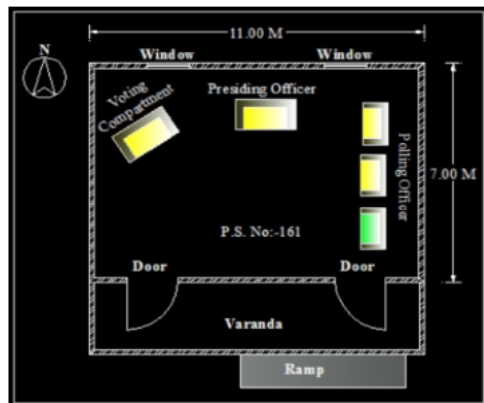 11.00 M
N
Window
Window
Voting
Compartment
Presiding Officer
Polling Officer
7.00 M
P.S. No:-161
Door
Door
Varanda
Ramp